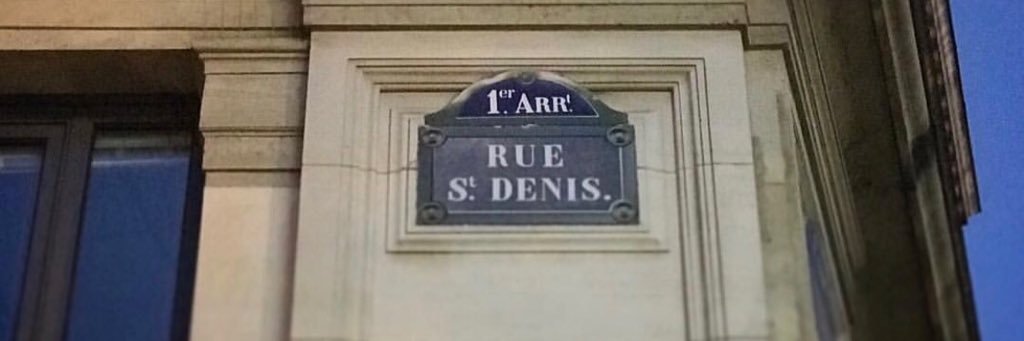 1er. ARRt.
RUE
St. DENIS.